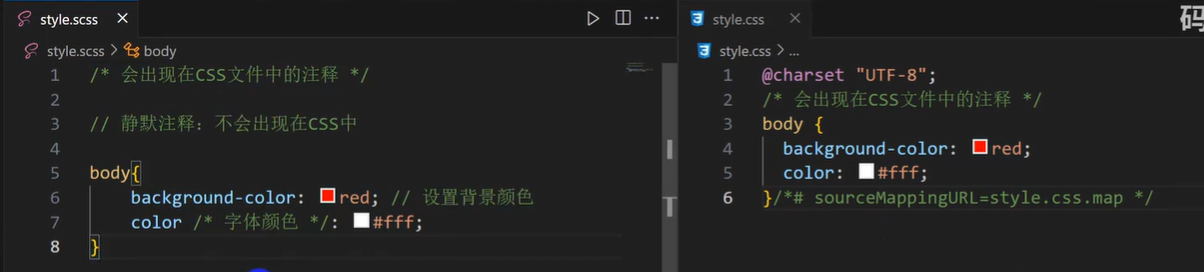 style.scss
style.scss > body
1 /* 会出现在CSS文件中的注释 */
2
3 // 静默注释：不会出现在CSS中
4
5 body{
6 background-color: red; // 设置背景颜色
7 color /* 字体颜色 */: #fff;
8 }
style.css
码
style.css > ...
1 @charset "UTF-8";
2 /* 会出现在CSS文件中的注释 */
3 body {
4 background-color: red;
5 color: #fff;
6 }/*# sourceMappingURL=style.css.map */